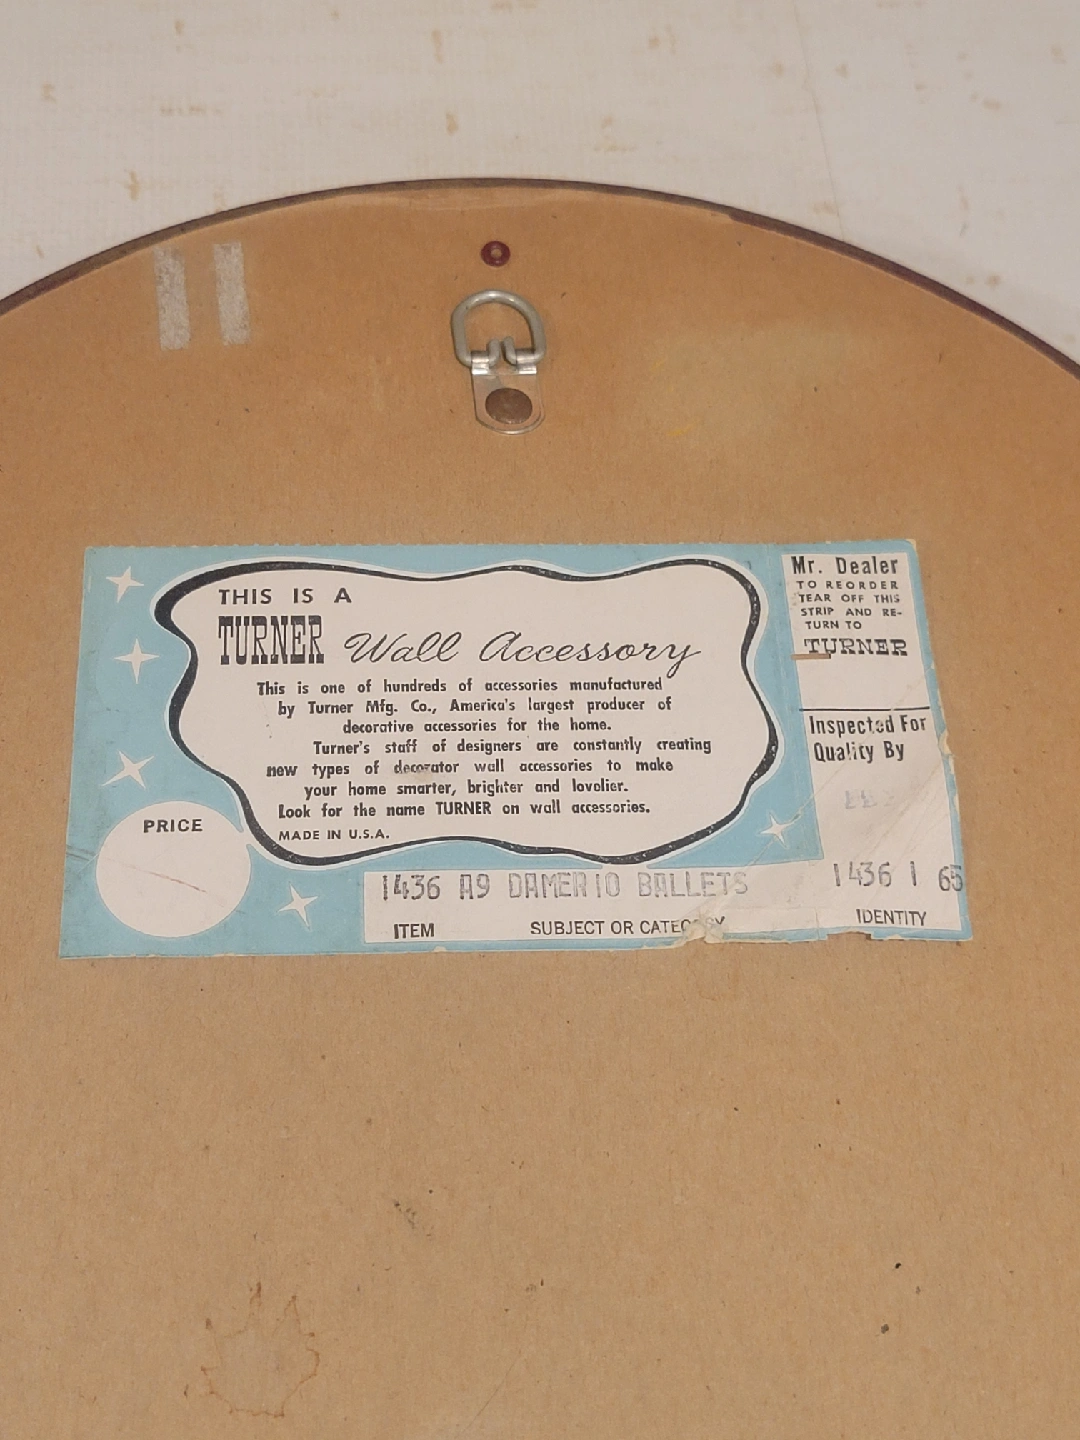 THIS IS A
TURNER Wall Accessory
This is one of hundreds of accessories manufactured
by Turner Mfg. Co., America's largest producer of
decorative accessories for the home.
Turner's staff of designers are constantly creating
new types of decorator wall accessories to make
your home smarter, brighter and lovelier.
Look for the name TURNER on wall accessories.
MADE IN U.S.A.
PRICE
1436 A9 DAMERIO BALLETS
ITEM SUBJECT OR CATEGORY
Mr. Dealer
TO REORDER
TEAR OFF THIS
STRIP AND RE-
TURN TO
TURNER
Inspected For
Quality By
1436 1 65
IDENTITY